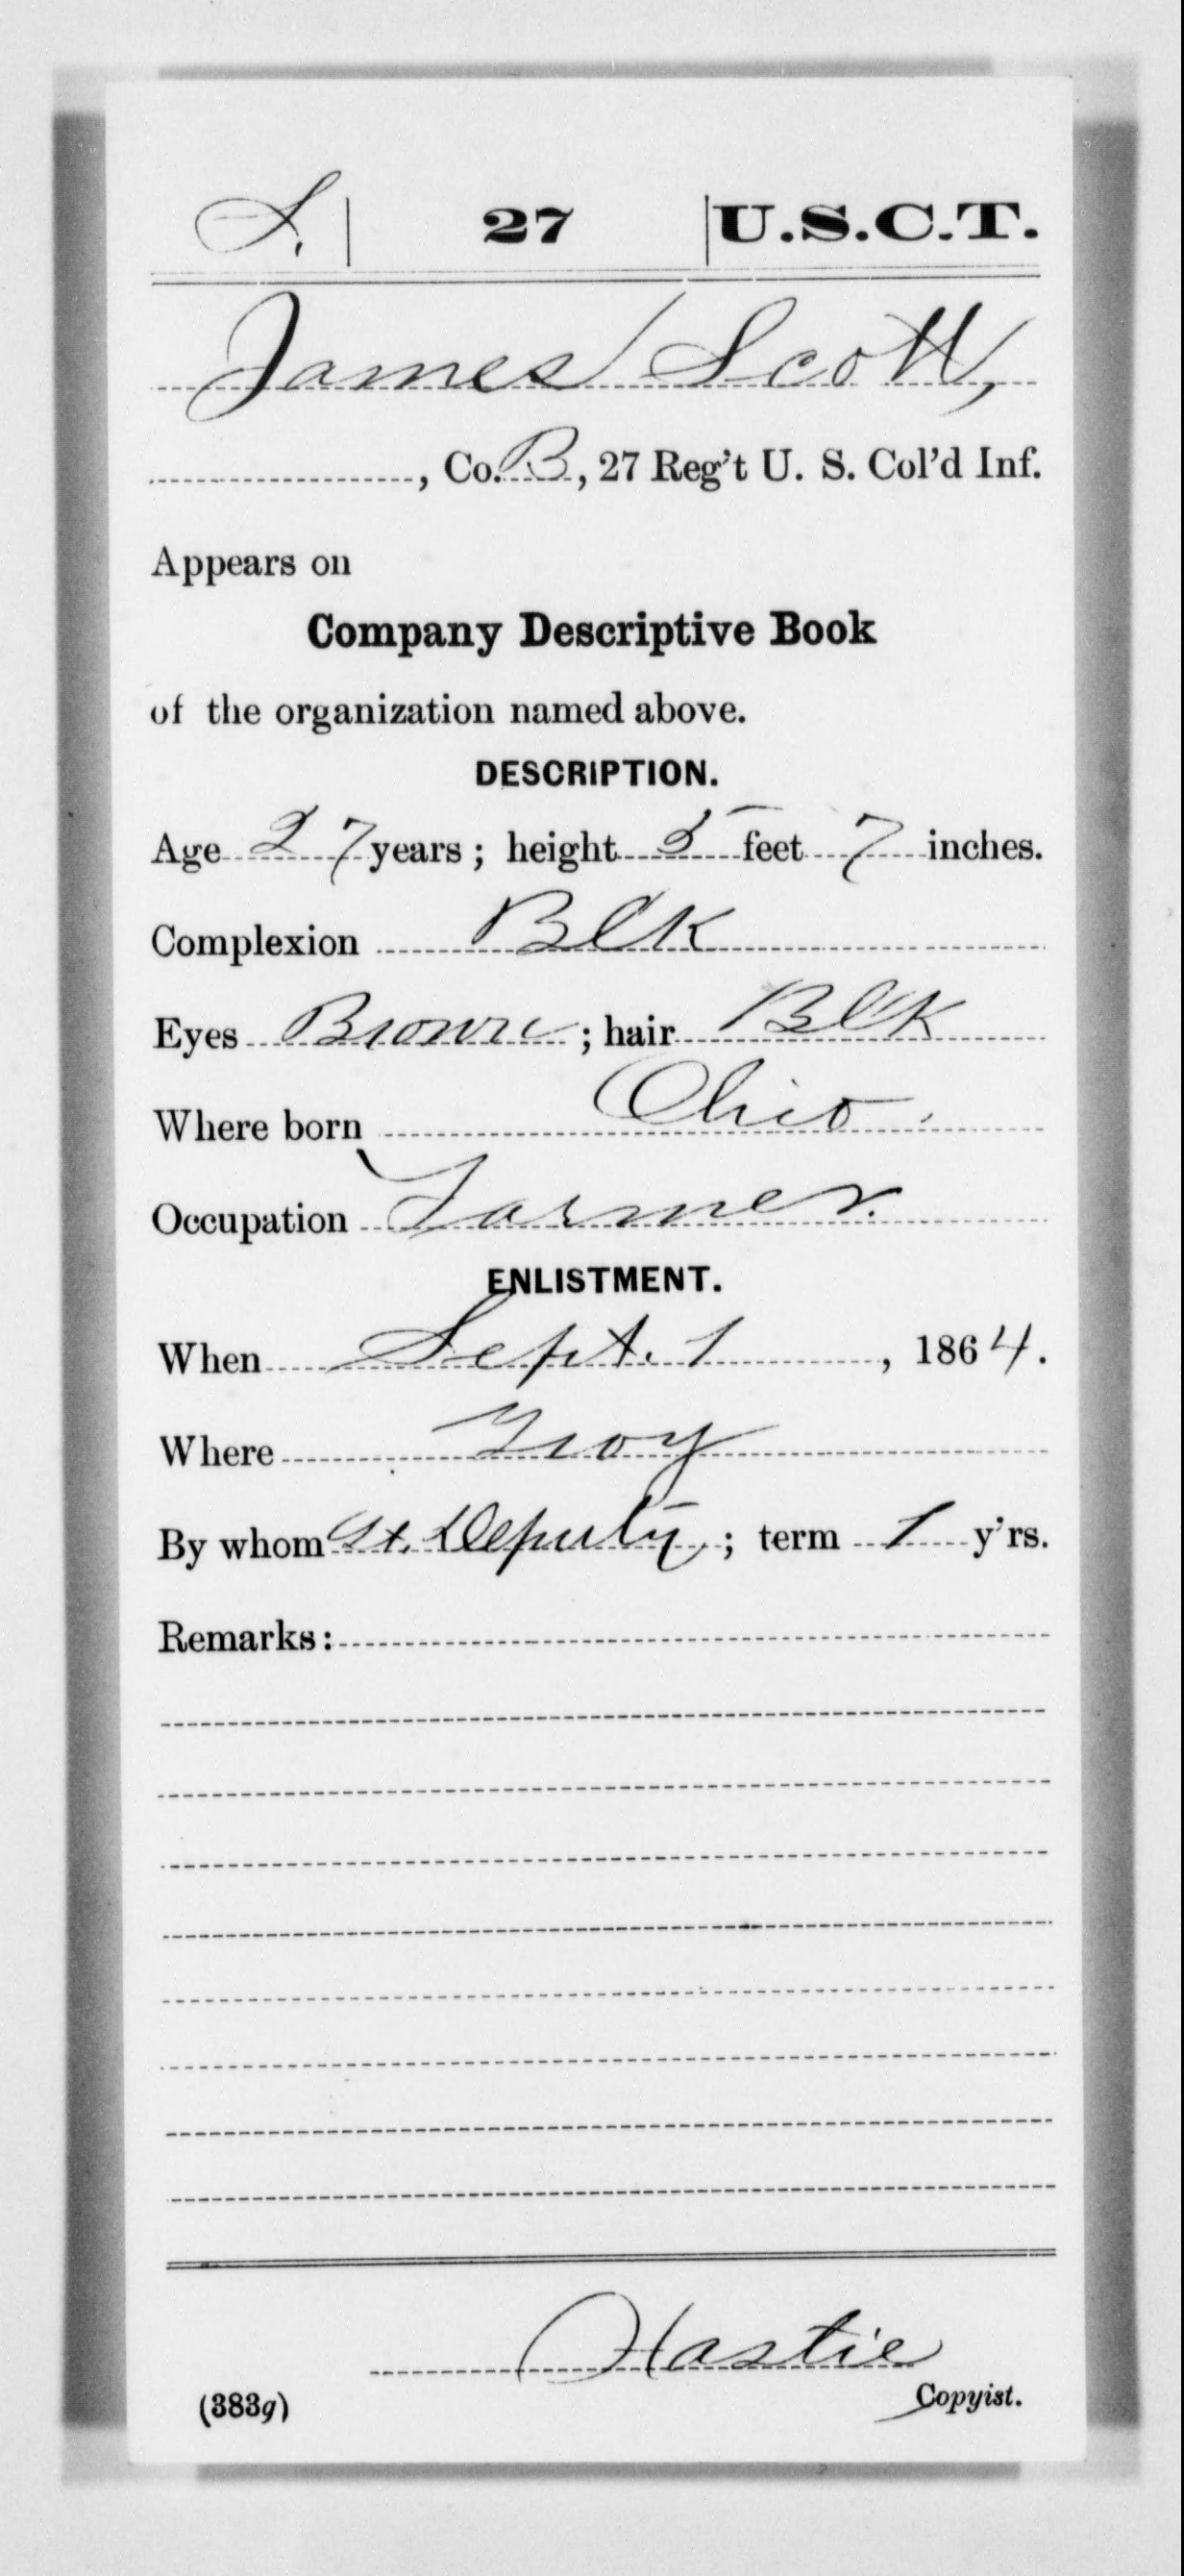 S. | 27 | U.S.C.T.
James Scott,
, Co. B, 27 Reg't U. S. Col'd Inf.
Appears on
Company Descriptive Book
of the organization named above.
DESCRIPTION.
Age 27 years; height 5 feet 7 inches.
Complexion Blk
Eyes Brown; hair Blk
Where born Ohio.
Occupation Farmer.
ENLISTMENT.
When Sept. 1, 1864.
Where Troy
By whom Deputy; term 1 y'rs.
Remarks:
Hastie
Copyist.
(383g)